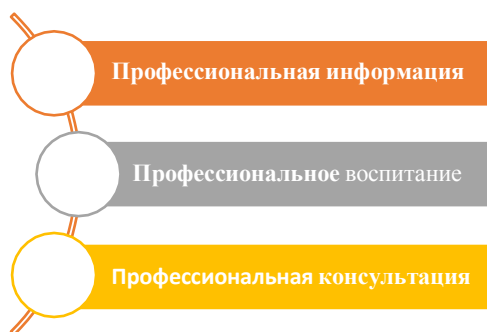 Профессиональная информация
Профессиональное воспитание
Профессиональная консультация